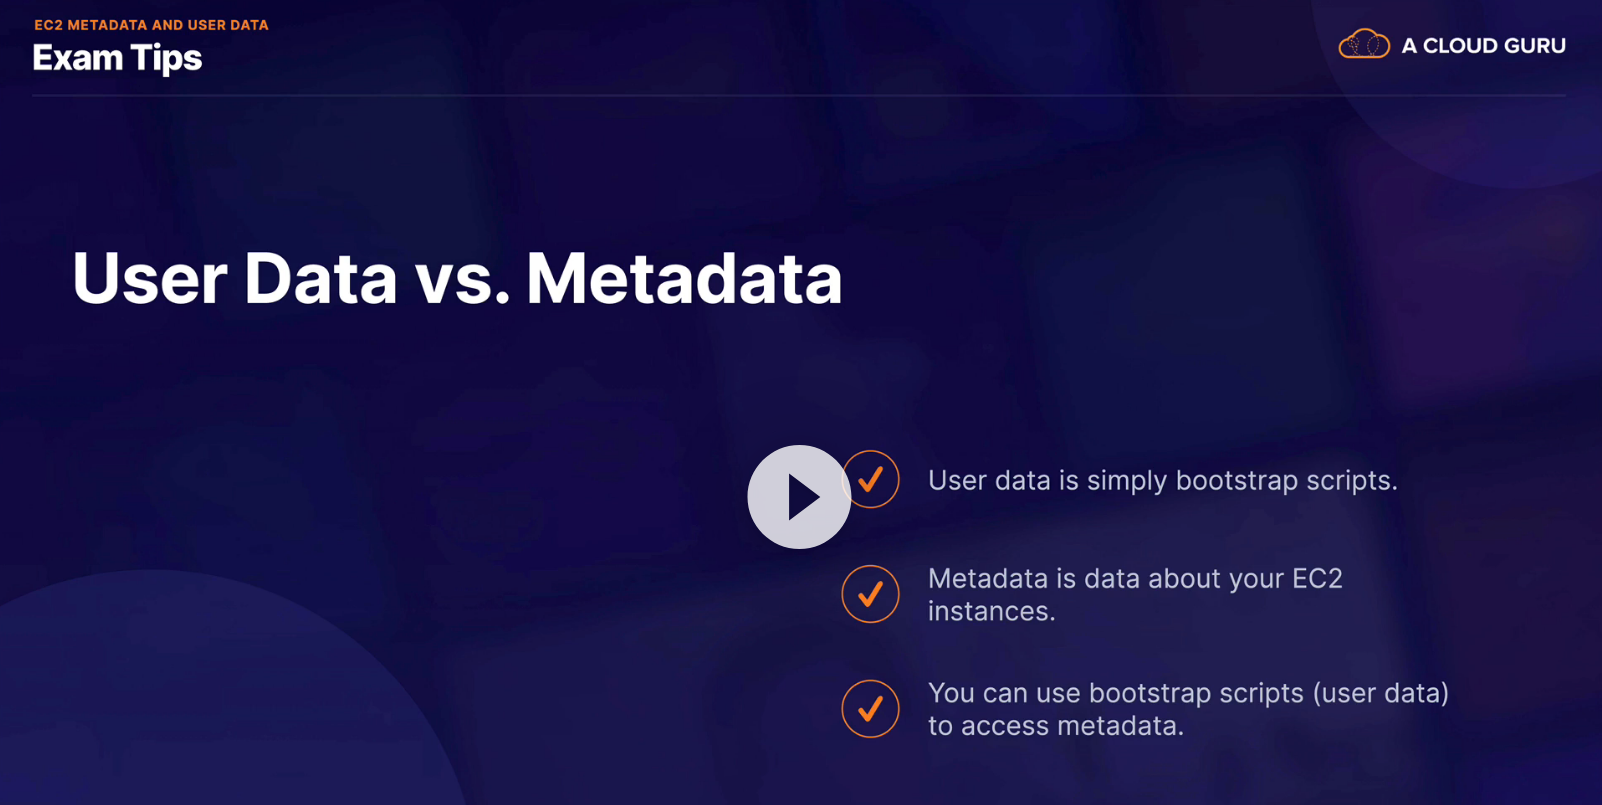 EC2 METADATA AND USER DATA
Exam Tips
A CLOUD GURU
User Data vs. Metadata
User data is simply bootstrap scripts.
Metadata is data about your EC2
instances.
You can use bootstrap scripts (user data)
to access metadata.